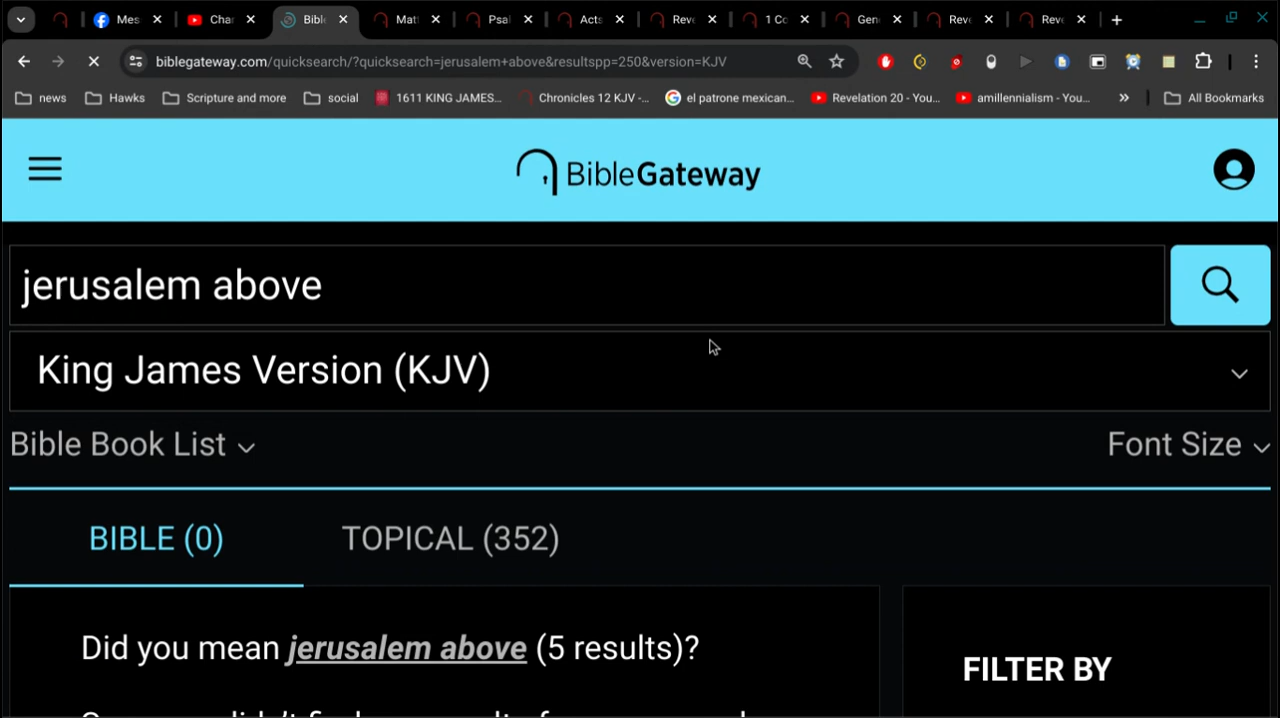 Mes
Char
Bibl
Matt
Psal
Acts
Reve
1 Co
Gen
Reve
Reve
biblegateway.com/quicksearch/?quicksearch=jerusalem+above&resultspp=250&version=KJV
news
Hawks
Scripture and more
social
1611 KING JAMES...
Chronicles 12 KJV -...
el patrone mexican...
Revelation 20 - You...
amillennialism - You...
All Bookmarks
BibleGateway
jerusalem above
King James Version (KJV)
Bible Book List
Font Size
BIBLE (0)
TOPICAL (352)
Did you mean jerusalem above (5 results)?
FILTER BY